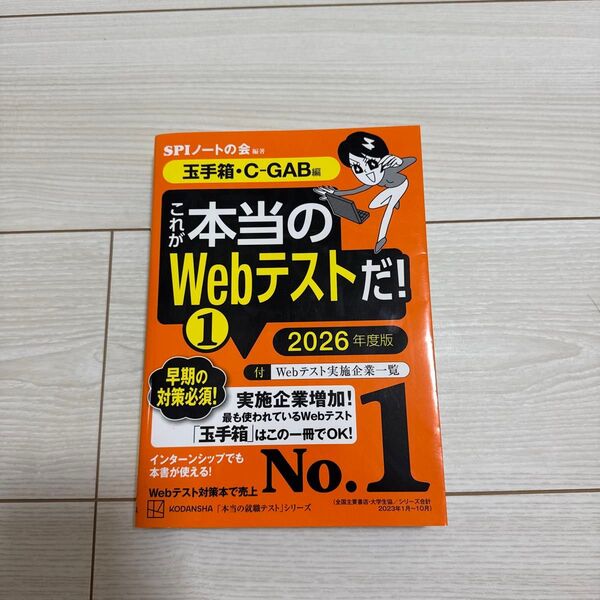 SPIノートの会 編著
玉手箱・C-GAB編
これが
本当の
Webテストだ!
1
2026年度版
付 Webテスト実施企業一覧
早期の
対策必須!
実施企業増加!
最も使われているWebテスト
「玉手箱」はこの一冊でOK!
インターンシップでも
本書が使える!
Webテスト対策本で売上
No.1
KODANSHA 「本当の就職テスト」シリーズ
(全国主要書店・大学生協/シリーズ合計
2023年1月~10月)